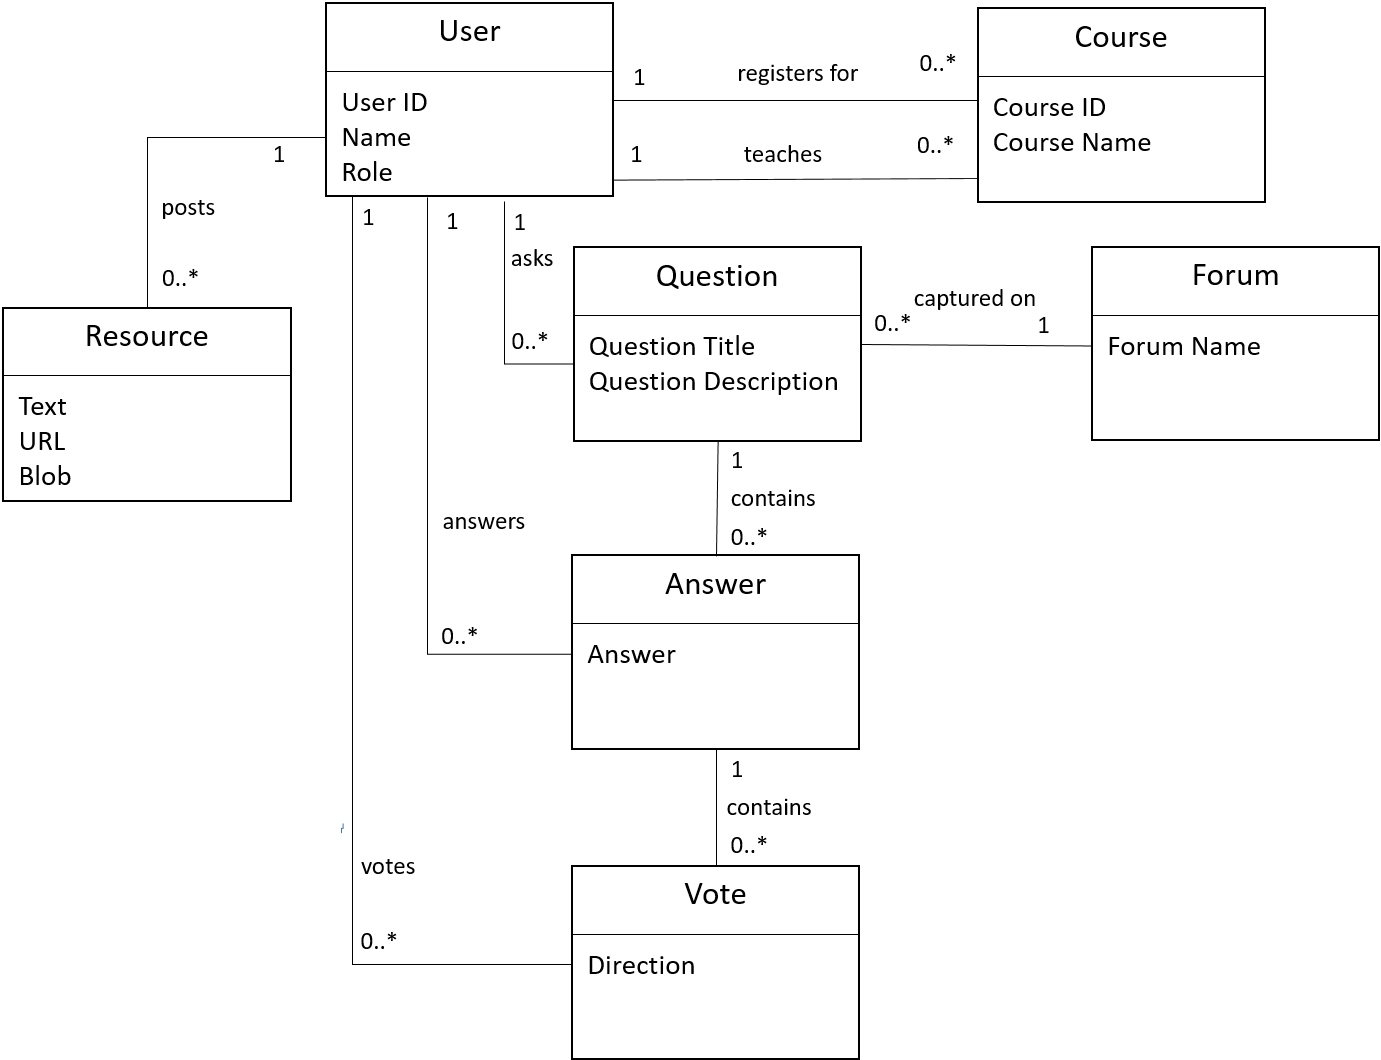 User
User ID
Name
Role
1
registers for
0..*
1
teaches
0..*
Course
Course ID
Course Name
1
posts
0..*
Resource
Text
URL
Blob
1
1
1
asks
0..*
Question
Question Title
Question Description
0..*
captured on
1
Forum
Forum Name
1
contains
0..*
answers
0..*
Answer
Answer
1
contains
0..*
votes
0..*
Vote
Direction